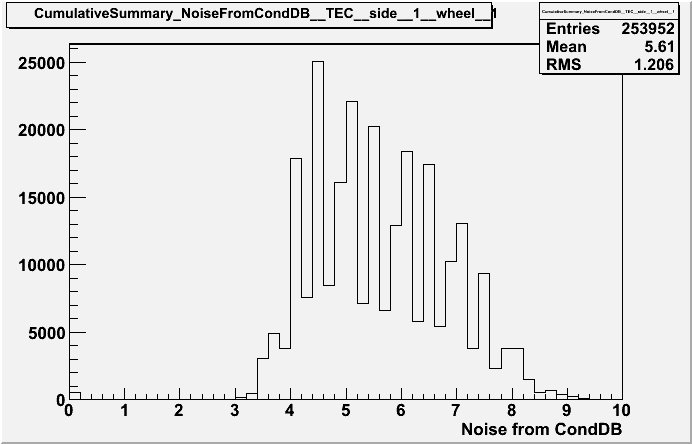 CumulativeSummary_NoiseFromCondDB__TEC__side__1__wheel__1
CumulativeSummary_NoiseFromCondDB__TEC__side__1__wheel__1
Entries 253952
Mean 5.61
RMS 1.206
25000
20000
15000
10000
5000
0
0 1 2 3 4 5 6 7 8 9 10
Noise from CondDB